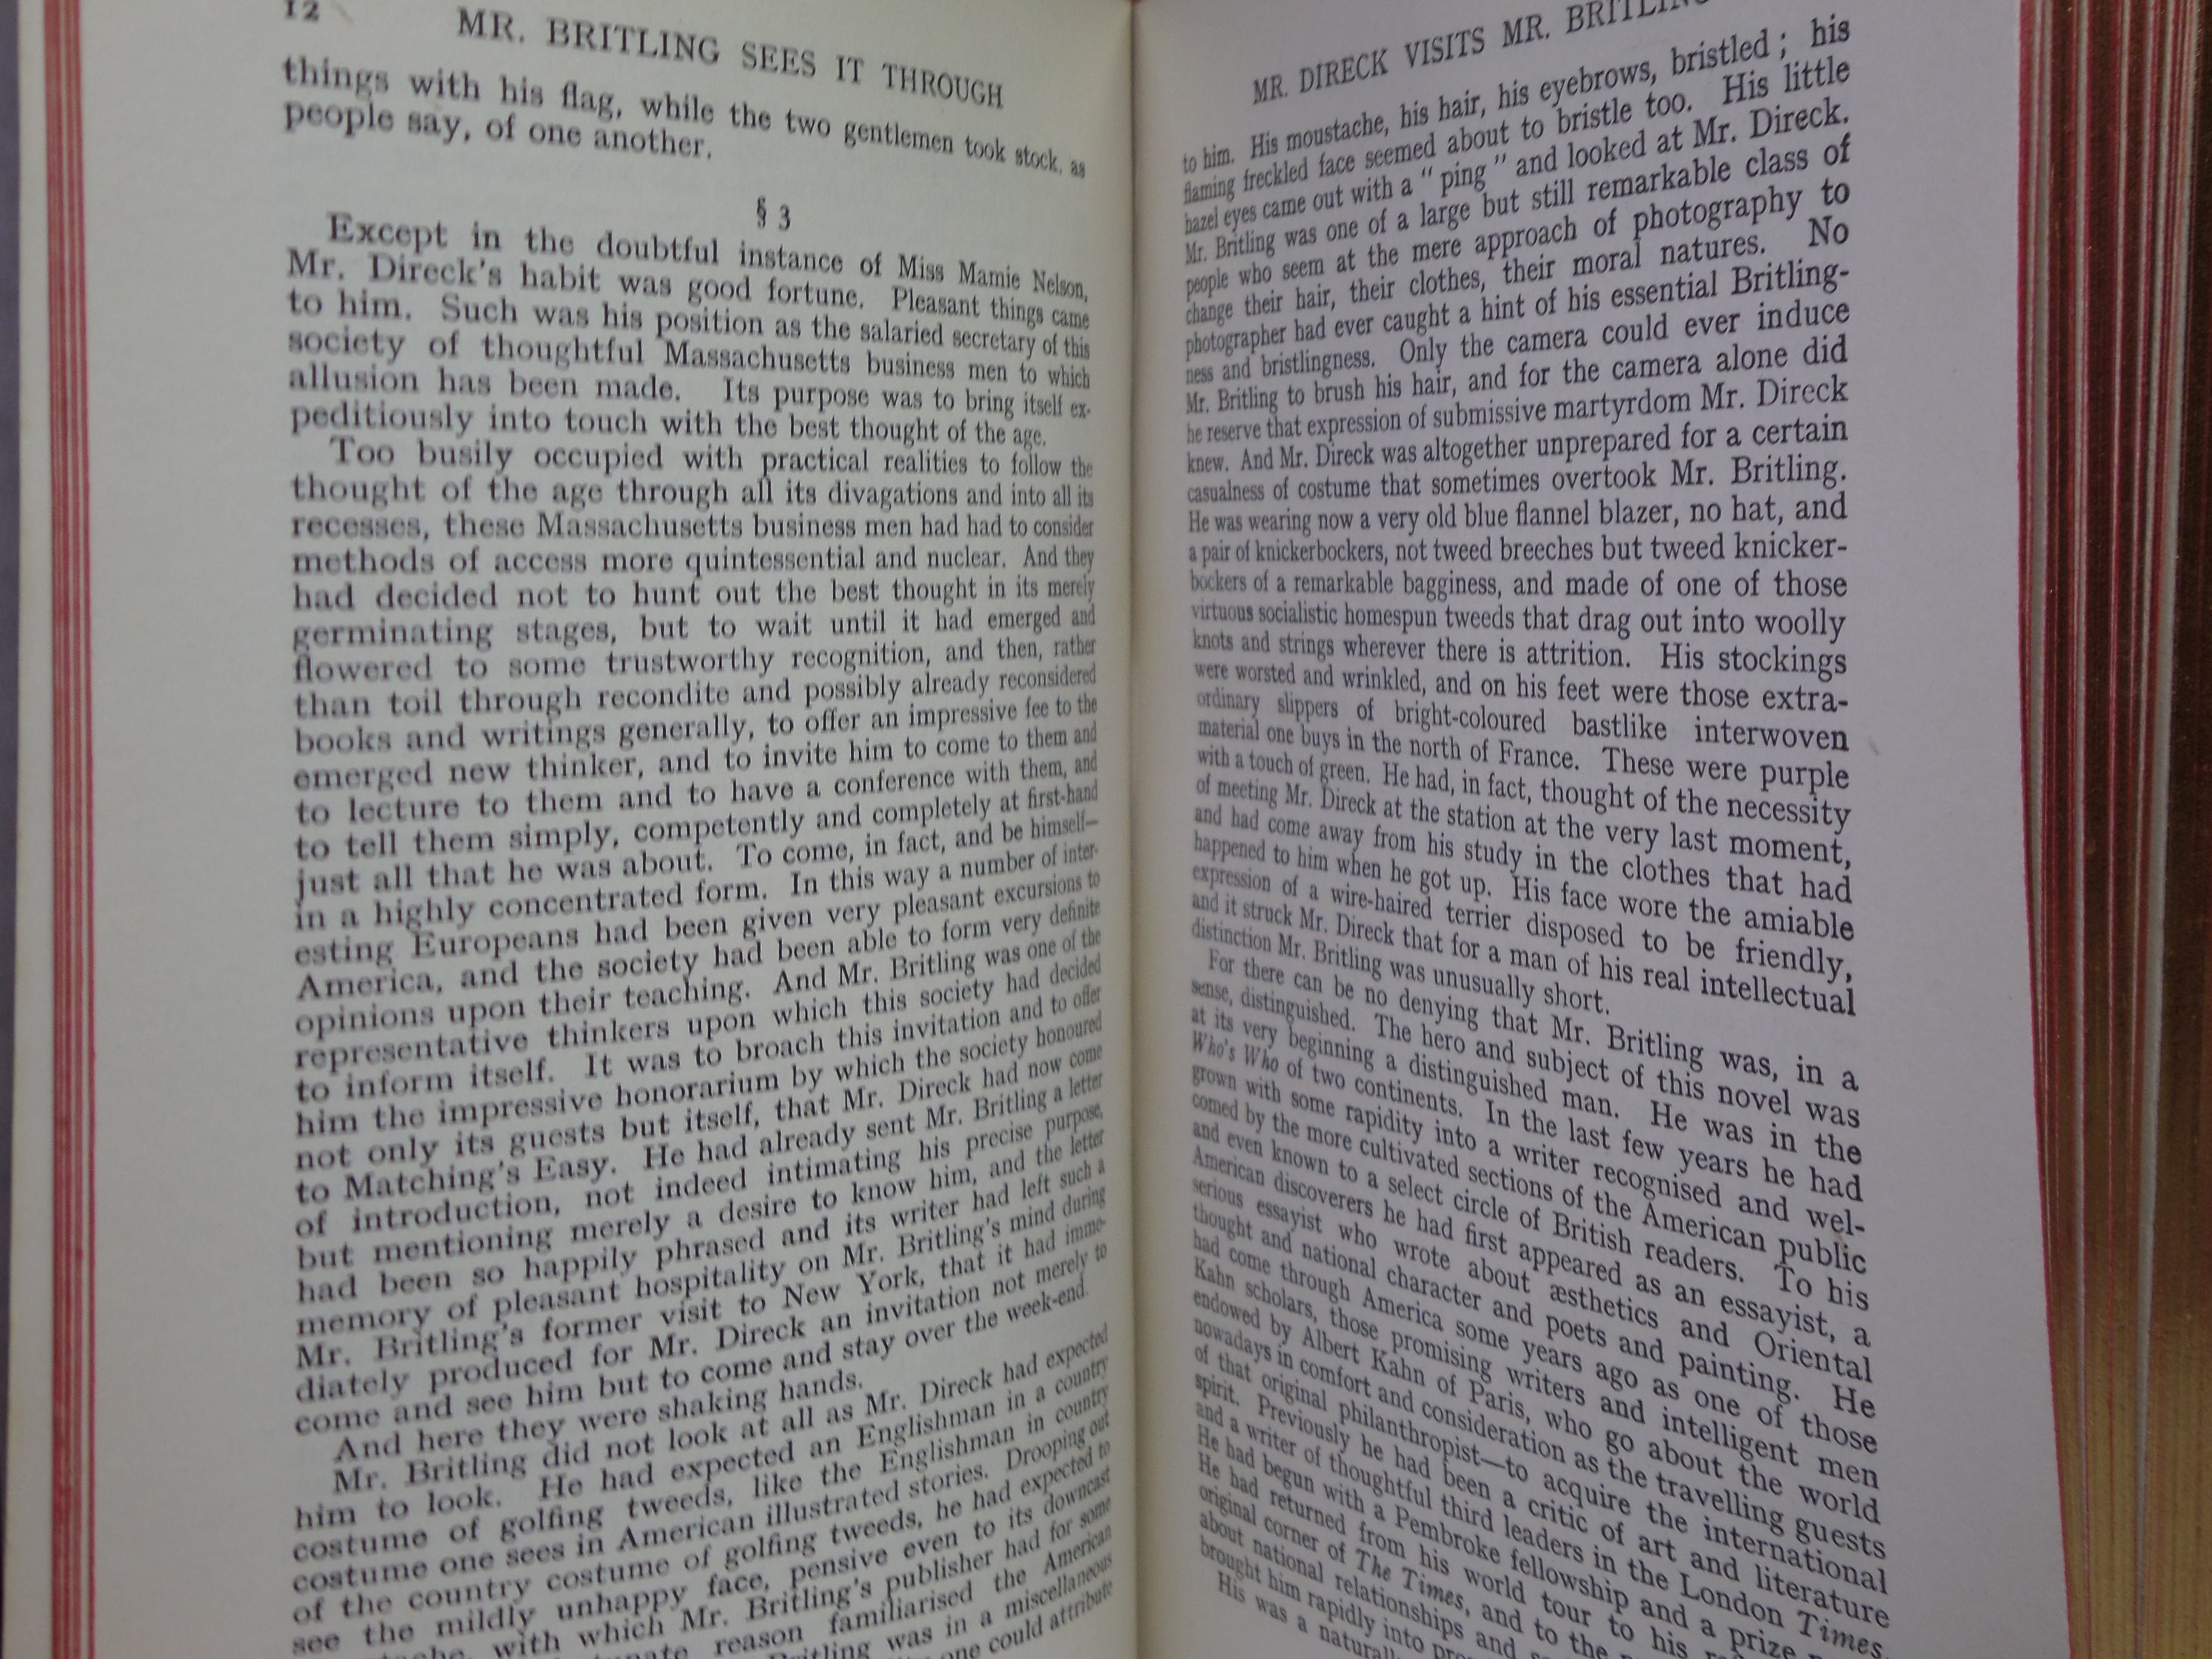 12
MR. BRITLING SEES IT THROUGH
things with his flag, while the two gentlemen took stock, as
people say, of one another.
§ 3
Except in the doubtful instance of Miss Mamie Nelson,
Mr. Direck's habit was good fortune. Pleasant things came
to him. Such was his position as the salaried secretary of this
society of thoughtful Massachusetts business men to which
allusion has been made. Its purpose was to bring itself ex-
peditiously into touch with the best thought of the age.
Too busily occupied with practical realities to follow the
thought of the age through all its divagations and into all its
recesses, these Massachusetts business men had had to consider
methods of access more quintessential and nuclear. And they
had decided not to hunt out the best thought in its merely
germinating stages, but to wait until it had emerged and
flowered to some trustworthy recognition, and then, rather
than toil through recondite and possibly already reconsidered
books and writings generally, to offer an impressive fee to the
emerged new thinker, and to invite him to come to them and
to lecture to them and to have a conference with them, and
to tell them simply, competently and completely at first-hand
just all that he was about. To come, in fact, and be himself—
in a highly concentrated form. In this way a number of inter-
esting Europeans had been given very pleasant excursions to
America, and the society had been able to form very definite
opinions upon their teaching. And Mr. Britling was one of the
representative thinkers upon which this society had decided
to inform itself. It was to broach this invitation and to offer
him the impressive honorarium by which the society honoured
not only its guests but itself, that Mr. Direck had now come
to Matching's Easy. He had already sent Mr. Britling a letter
of introduction, not indeed intimating his precise purpose,
but mentioning merely a desire to know him, and the letter
had been so happily phrased and its writer had left such a
memory of pleasant hospitality on Mr. Britling's mind during
Mr. Britling's former visit to New York, that it had imme-
diately produced for Mr. Direck an invitation not merely to
come and see him but to come and stay over the week-end.
And here they were shaking hands.
Mr. Britling did not look at all as Mr. Direck had expected
him to look. He had expected an Englishman in a country
costume of golfing tweeds, like the Englishman in country
costume one sees in American illustrated stories. Drooping out
of the country costume of golfing tweeds, he had expected to
see the mildly unhappy face, pensive even to its downcast
with which Mr. Britling's publisher had for some
reason familiarised the American
was in a miscellaneous
one could attribute
MR. DIRECK VISITS MR. BRITLING
to him. His moustache, his hair, his eyebrows, bristled; his
flaming freckled face seemed about to bristle too. His little
hazel eyes came out with a "ping" and looked at Mr. Direck.
Mr. Britling was one of a large but still remarkable class of
people who seem at the mere approach of photography to
change their hair, their clothes, their moral natures. No
photographer had ever caught a hint of his essential Britling-
ness and bristlingness. Only the camera could ever induce
Mr. Britling to brush his hair, and for the camera alone did
he reserve that expression of submissive martyrdom Mr. Direck
knew. And Mr. Direck was altogether unprepared for a certain
casualness of costume that sometimes overtook Mr. Britling.
He was wearing now a very old blue flannel blazer, no hat, and
a pair of knickerbockers, not tweed breeches but tweed knicker-
bockers of a remarkable bagginess, and made of one of those
virtuous socialistic homespun tweeds that drag out into woolly
knots and strings wherever there is attrition. His stockings
were worsted and wrinkled, and on his feet were those extra-
ordinary slippers of bright-coloured bastlike interwoven
material one buys in the north of France. These were purple
with a touch of green. He had, in fact, thought of the necessity
of meeting Mr. Direck at the station at the very last moment,
and had come away from his study in the clothes that had
happened to him when he got up. His face wore the amiable
expression of a wire-haired terrier disposed to be friendly,
and it struck Mr. Direck that for a man of his real intellectual
distinction Mr. Britling was unusually short.
For there can be no denying that Mr. Britling was, in a
sense, distinguished. The hero and subject of this novel was
at its very beginning a distinguished man. He was in the
Who's Who of two continents. In the last few years he had
grown with some rapidity into a writer recognised and wel-
comed by the more cultivated sections of the American public
and even known to a select circle of British readers. To his
American discoverers he had first appeared as an essayist, a
serious essayist who wrote about æsthetics and Oriental
thought and national character and poets and painting. He
had come through America some years ago as one of those
Kahn scholars, those promising writers and intelligent men
endowed by Albert Kahn of Paris, who go about the world
nowadays in comfort and consideration as the travelling guests
of that original philanthropist—to acquire the international
spirit. Previously he had been a critic of art and literature
and a writer of thoughtful third leaders in the London Times.
He had begun with a Pembroke fellowship and a prize
He had returned from his world tour to his
original corner of The Times, and to the
about national relationships and
brought him rapidly into
His was a